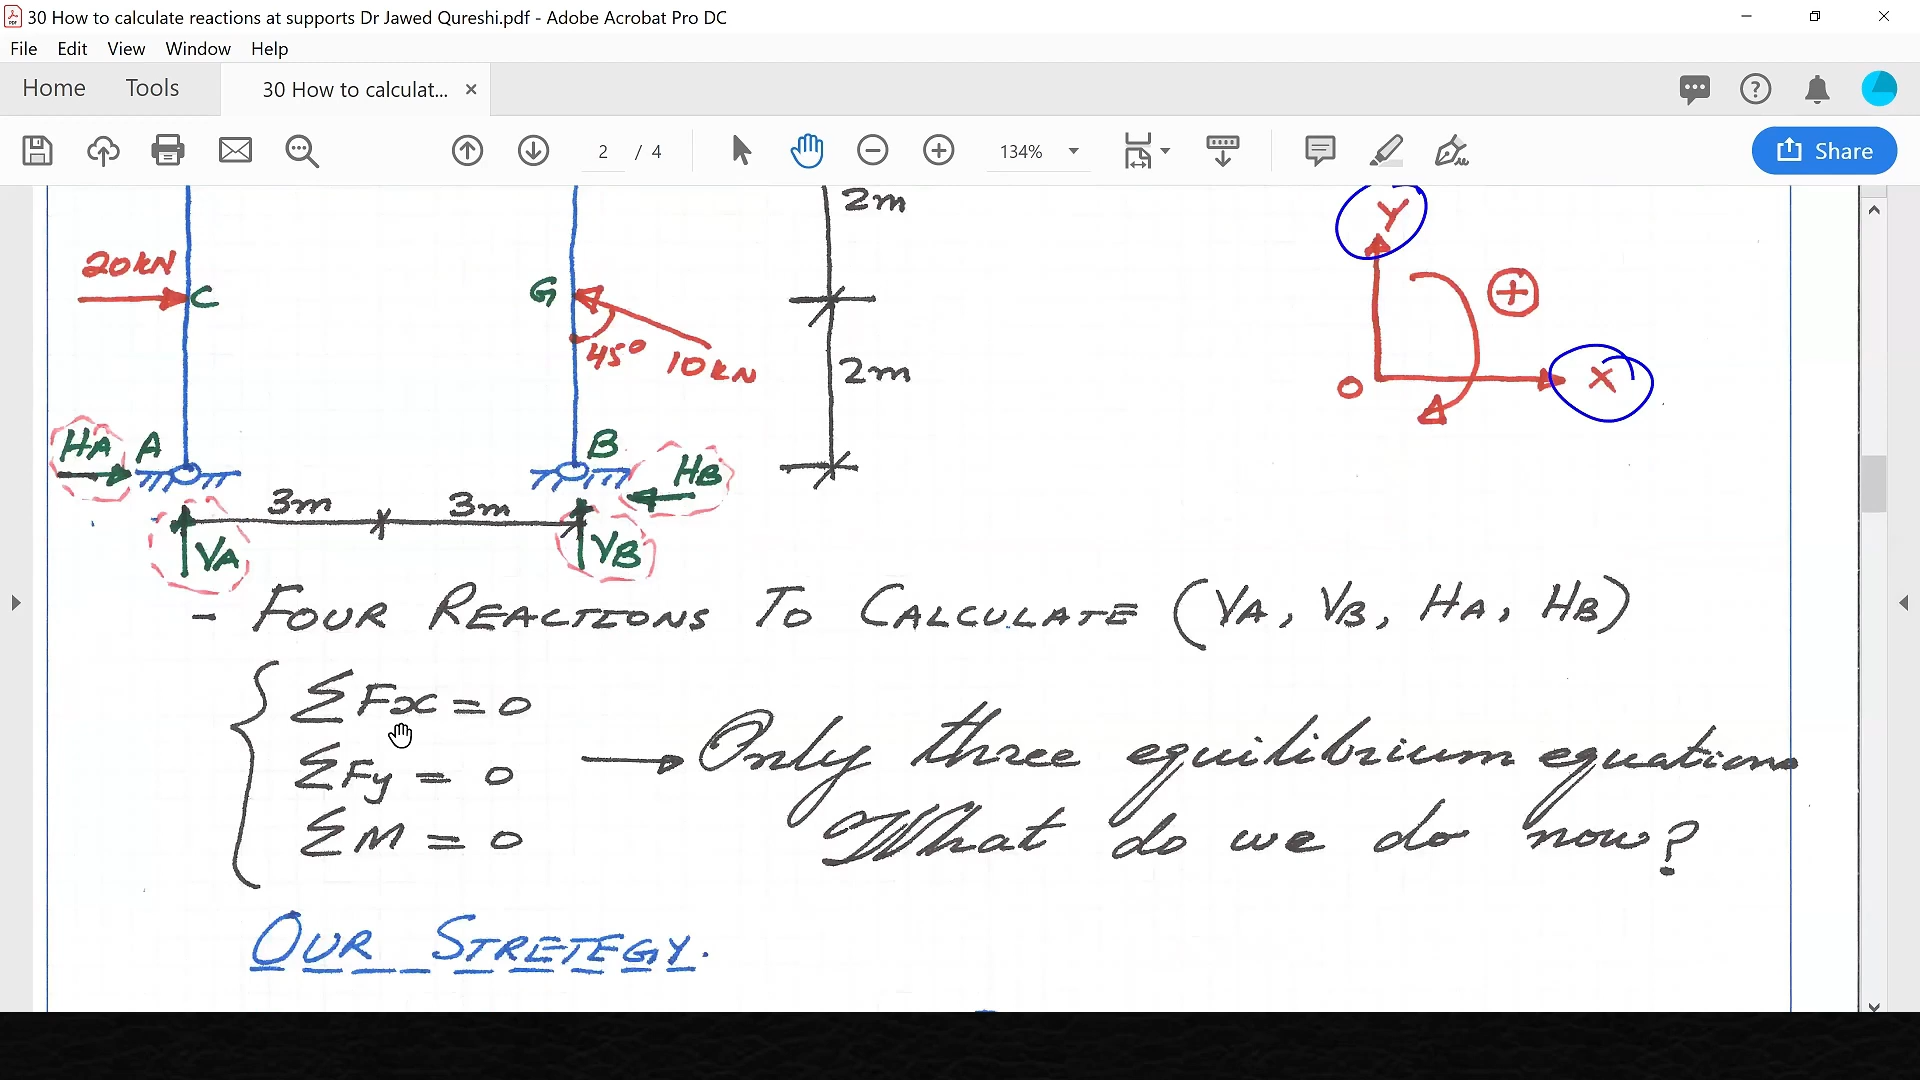 30 How to calculate reactions at supports Dr Jawed Qureshi.pdf - Adobe Acrobat Pro DC
File Edit View Window Help
Home Tools 30 How to calculat... ×
2 / 4 134% Share
2m
Y
20kN
C
G
+
45° 10kN
2m
O
X
HA A
B
HB
3m 3m
VA
VB
- FOUR REACTIONS TO CALCULATE (VA, VB, HA, HB)
ΣFx = 0
ΣFy = 0 → Only three equilibrium equations
ΣM = 0 What do we do now?
OUR STRETEGY.